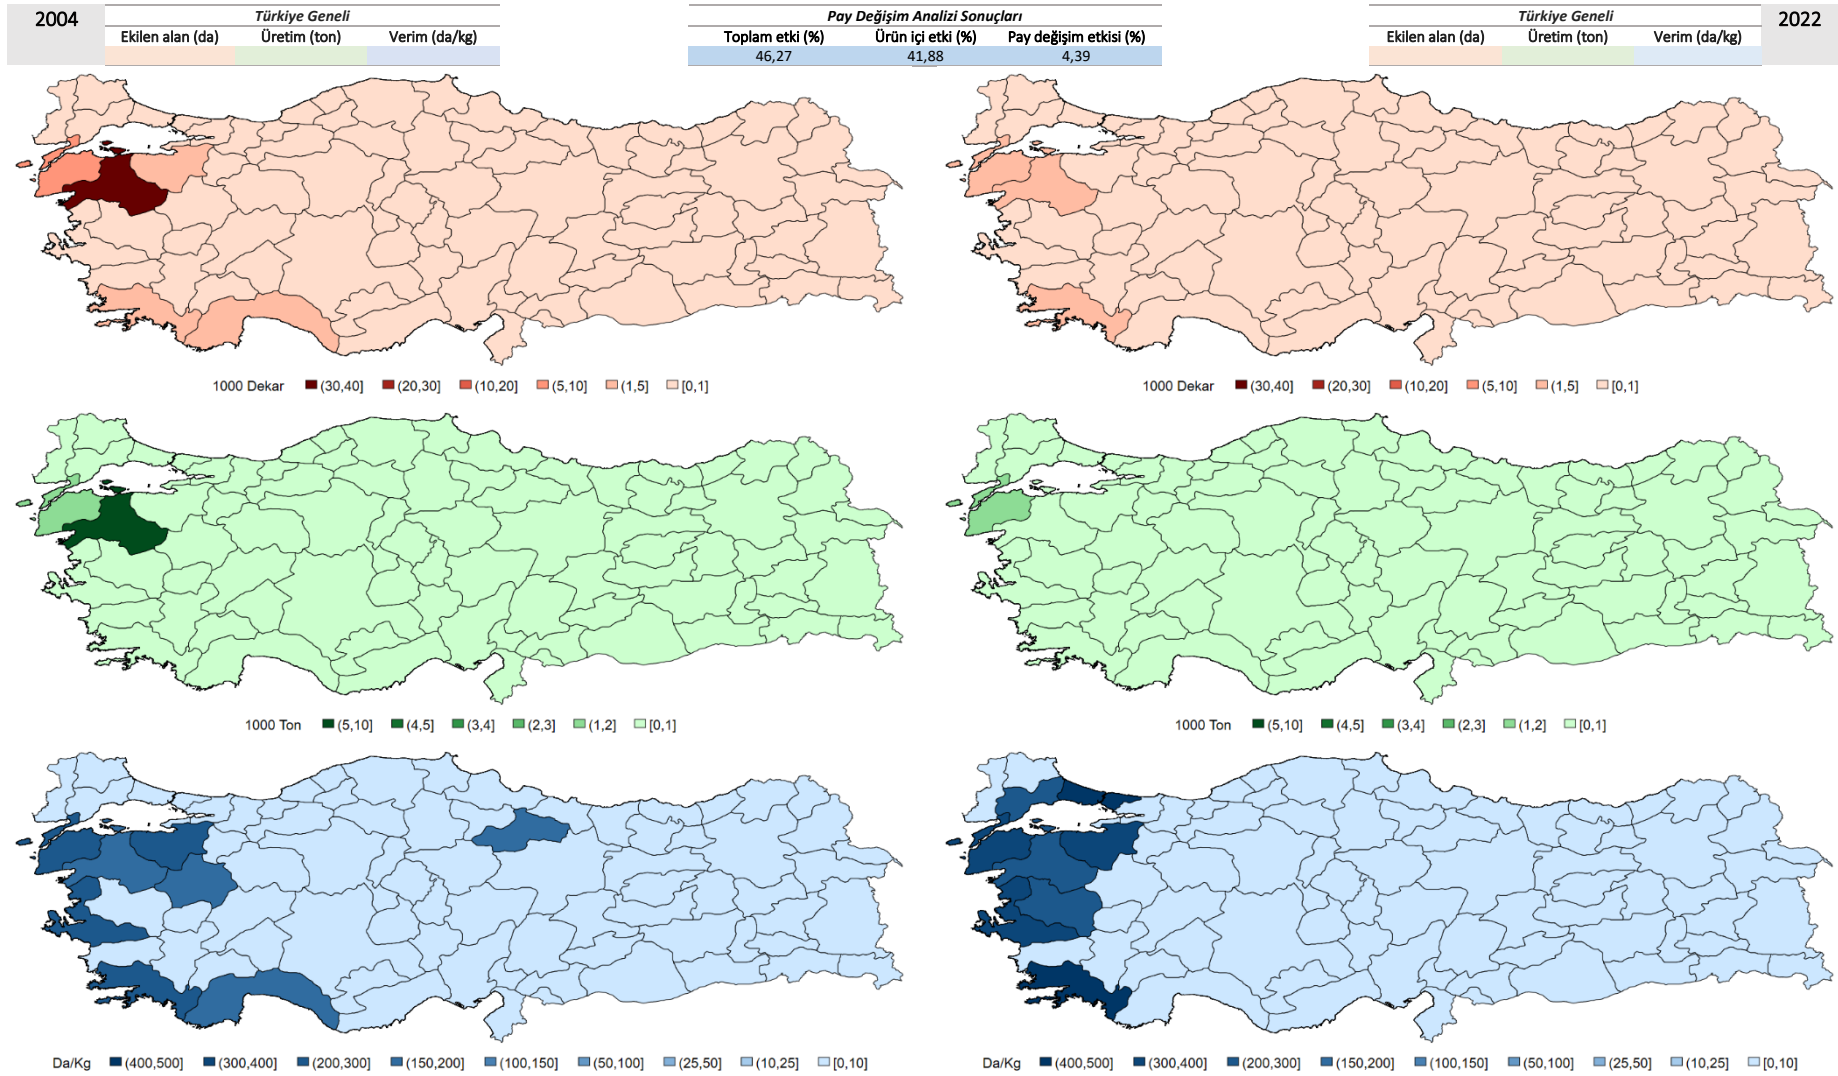 2004
Türkiye Geneli
Ekilen alan (da) Üretim (ton) Verim (da/kg)
Pay Değişim Analizi Sonuçları
Toplam etki (%) Ürün içi etki (%) Pay değişim etkisi (%)
46,27 41,88 4,39
Türkiye Geneli
Ekilen alan (da) Üretim (ton) Verim (da/kg)
2022
1000 Dekar (30,40] (20,30] (10,20] (5,10] (1,5] [0,1]
1000 Dekar (30,40] (20,30] (10,20] (5,10] (1,5] [0,1]
1000 Ton (5,10] (4,5] (3,4] (2,3] (1,2] [0,1]
1000 Ton (5,10] (4,5] (3,4] (2,3] (1,2] [0,1]
Da/Kg (400,500] (300,400] (200,300] (150,200] (100,150] (50,100] (25,50] (10,25] [0,10]
Da/Kg (400,500] (300,400] (200,300] (150,200] (100,150] (50,100] (25,50] (10,25] [0,10]